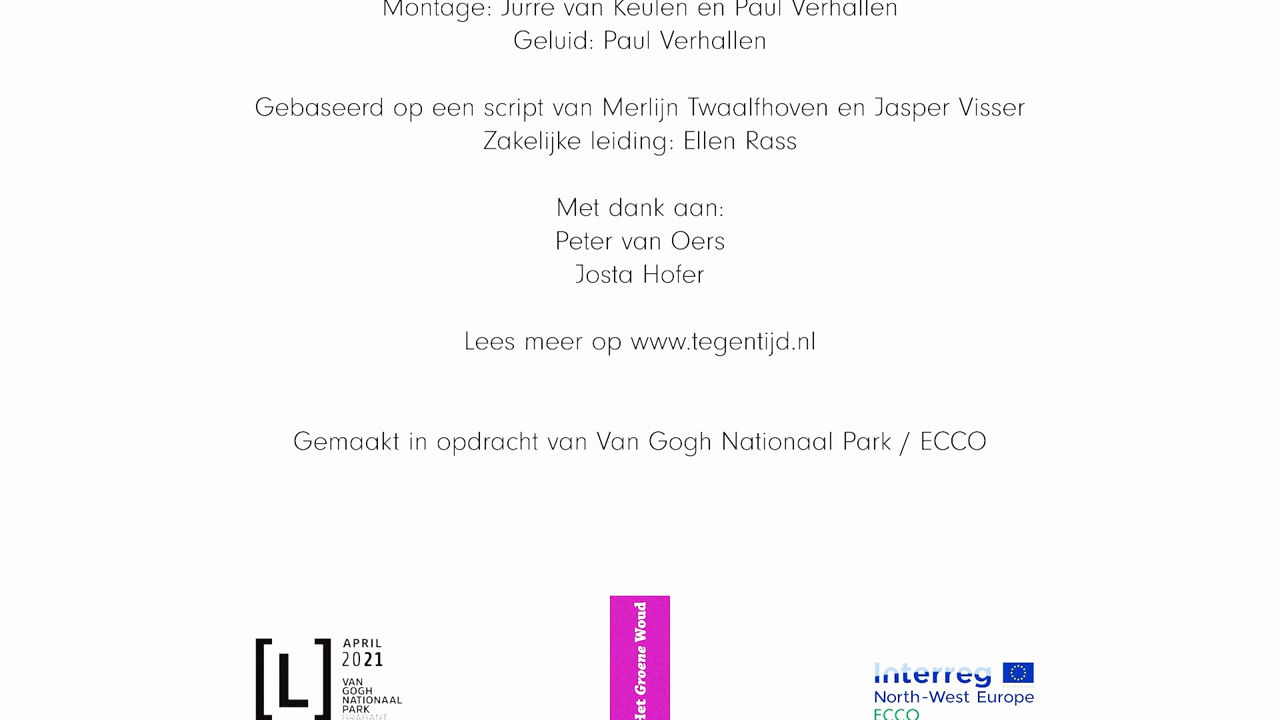 Montage: Jurre van Keulen en Paul Verhallen
Geluid: Paul Verhallen
Gebaseerd op een script van Merlijn Twaalfhoven en Jasper Visser
Zakelijke leiding: Ellen Rass
Met dank aan:
Peter van Oers
Josta Hofer
Lees meer op www.tegentijd.nl
Gemaakt in opdracht van Van Gogh Nationaal Park / ECCO
[L]
APRIL
2021
VAN
GOGH
NATIONAAL
PARK
BRABANT
Het Groene Woud
Interreg
North-West Europe
ECCO